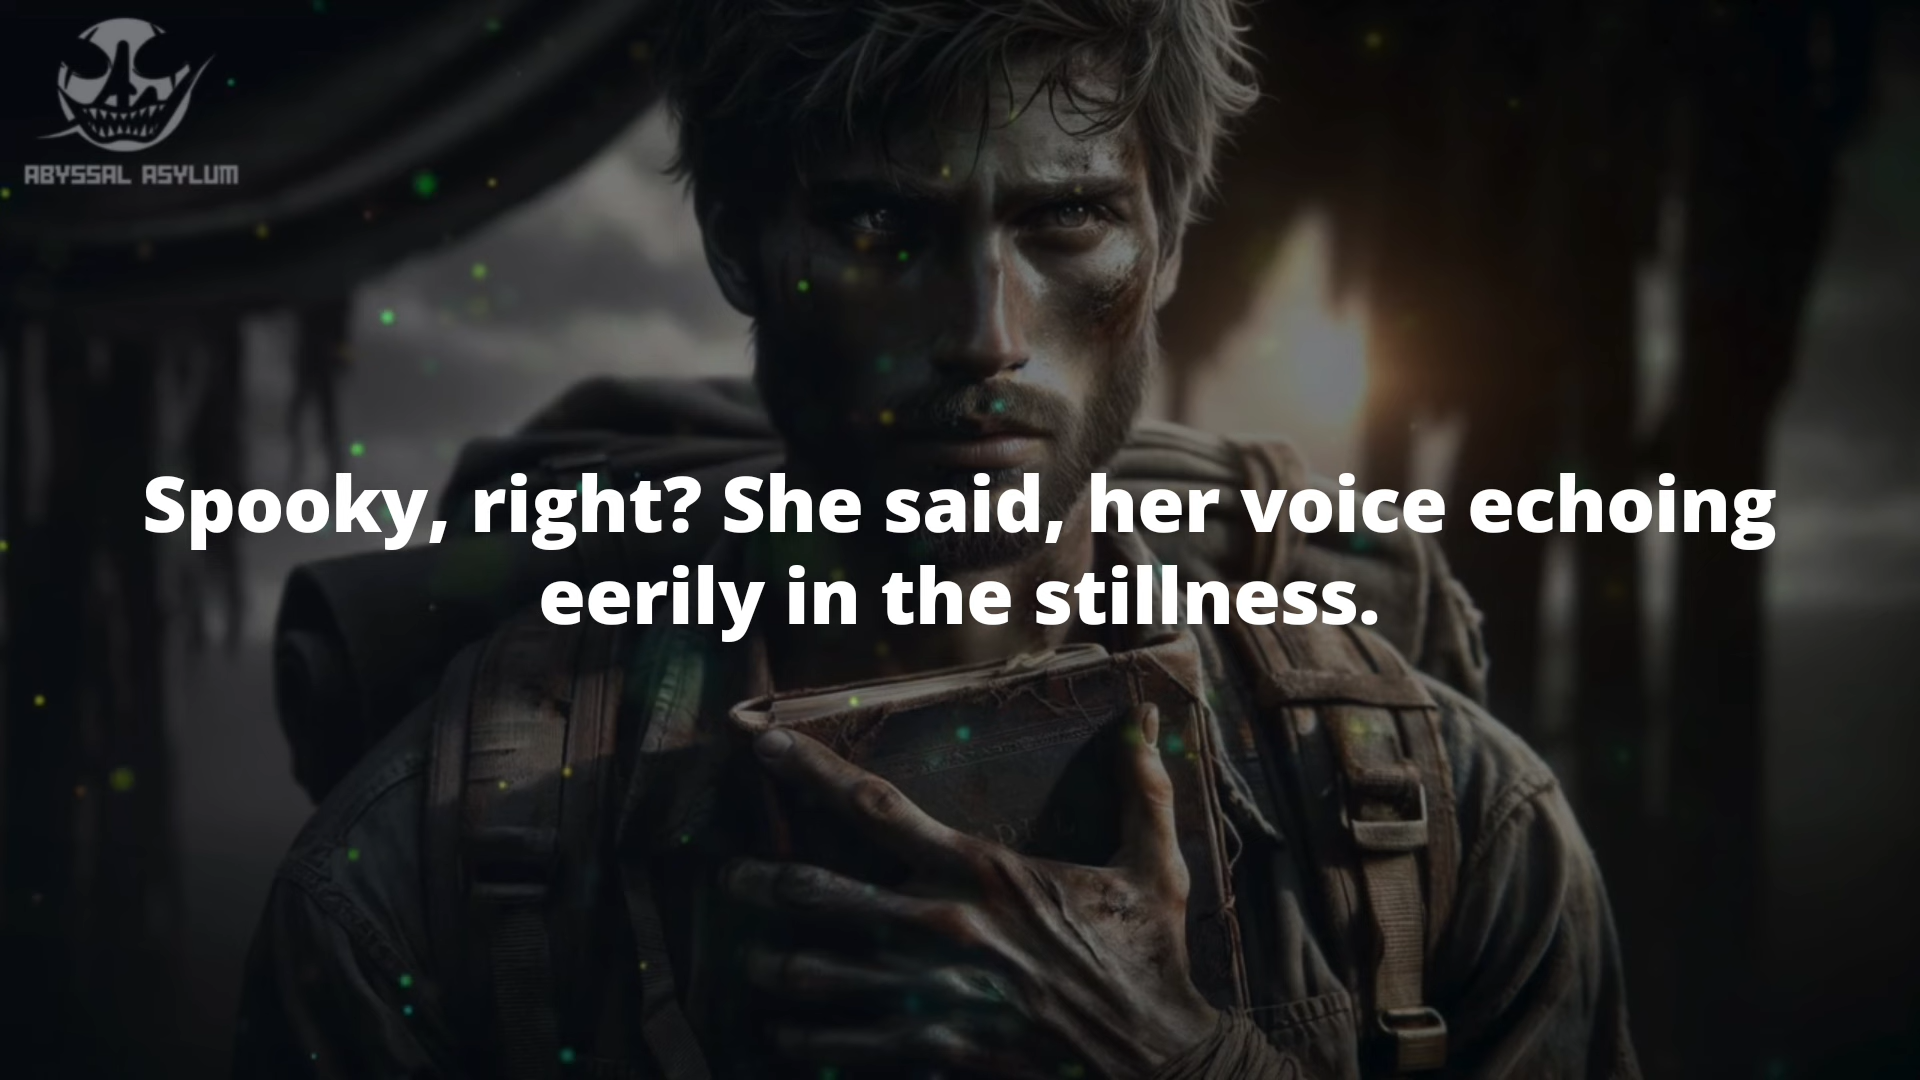 ABYSSAL ASYLUM
Spooky, right? She said, her voice echoing
eerily in the stillness.